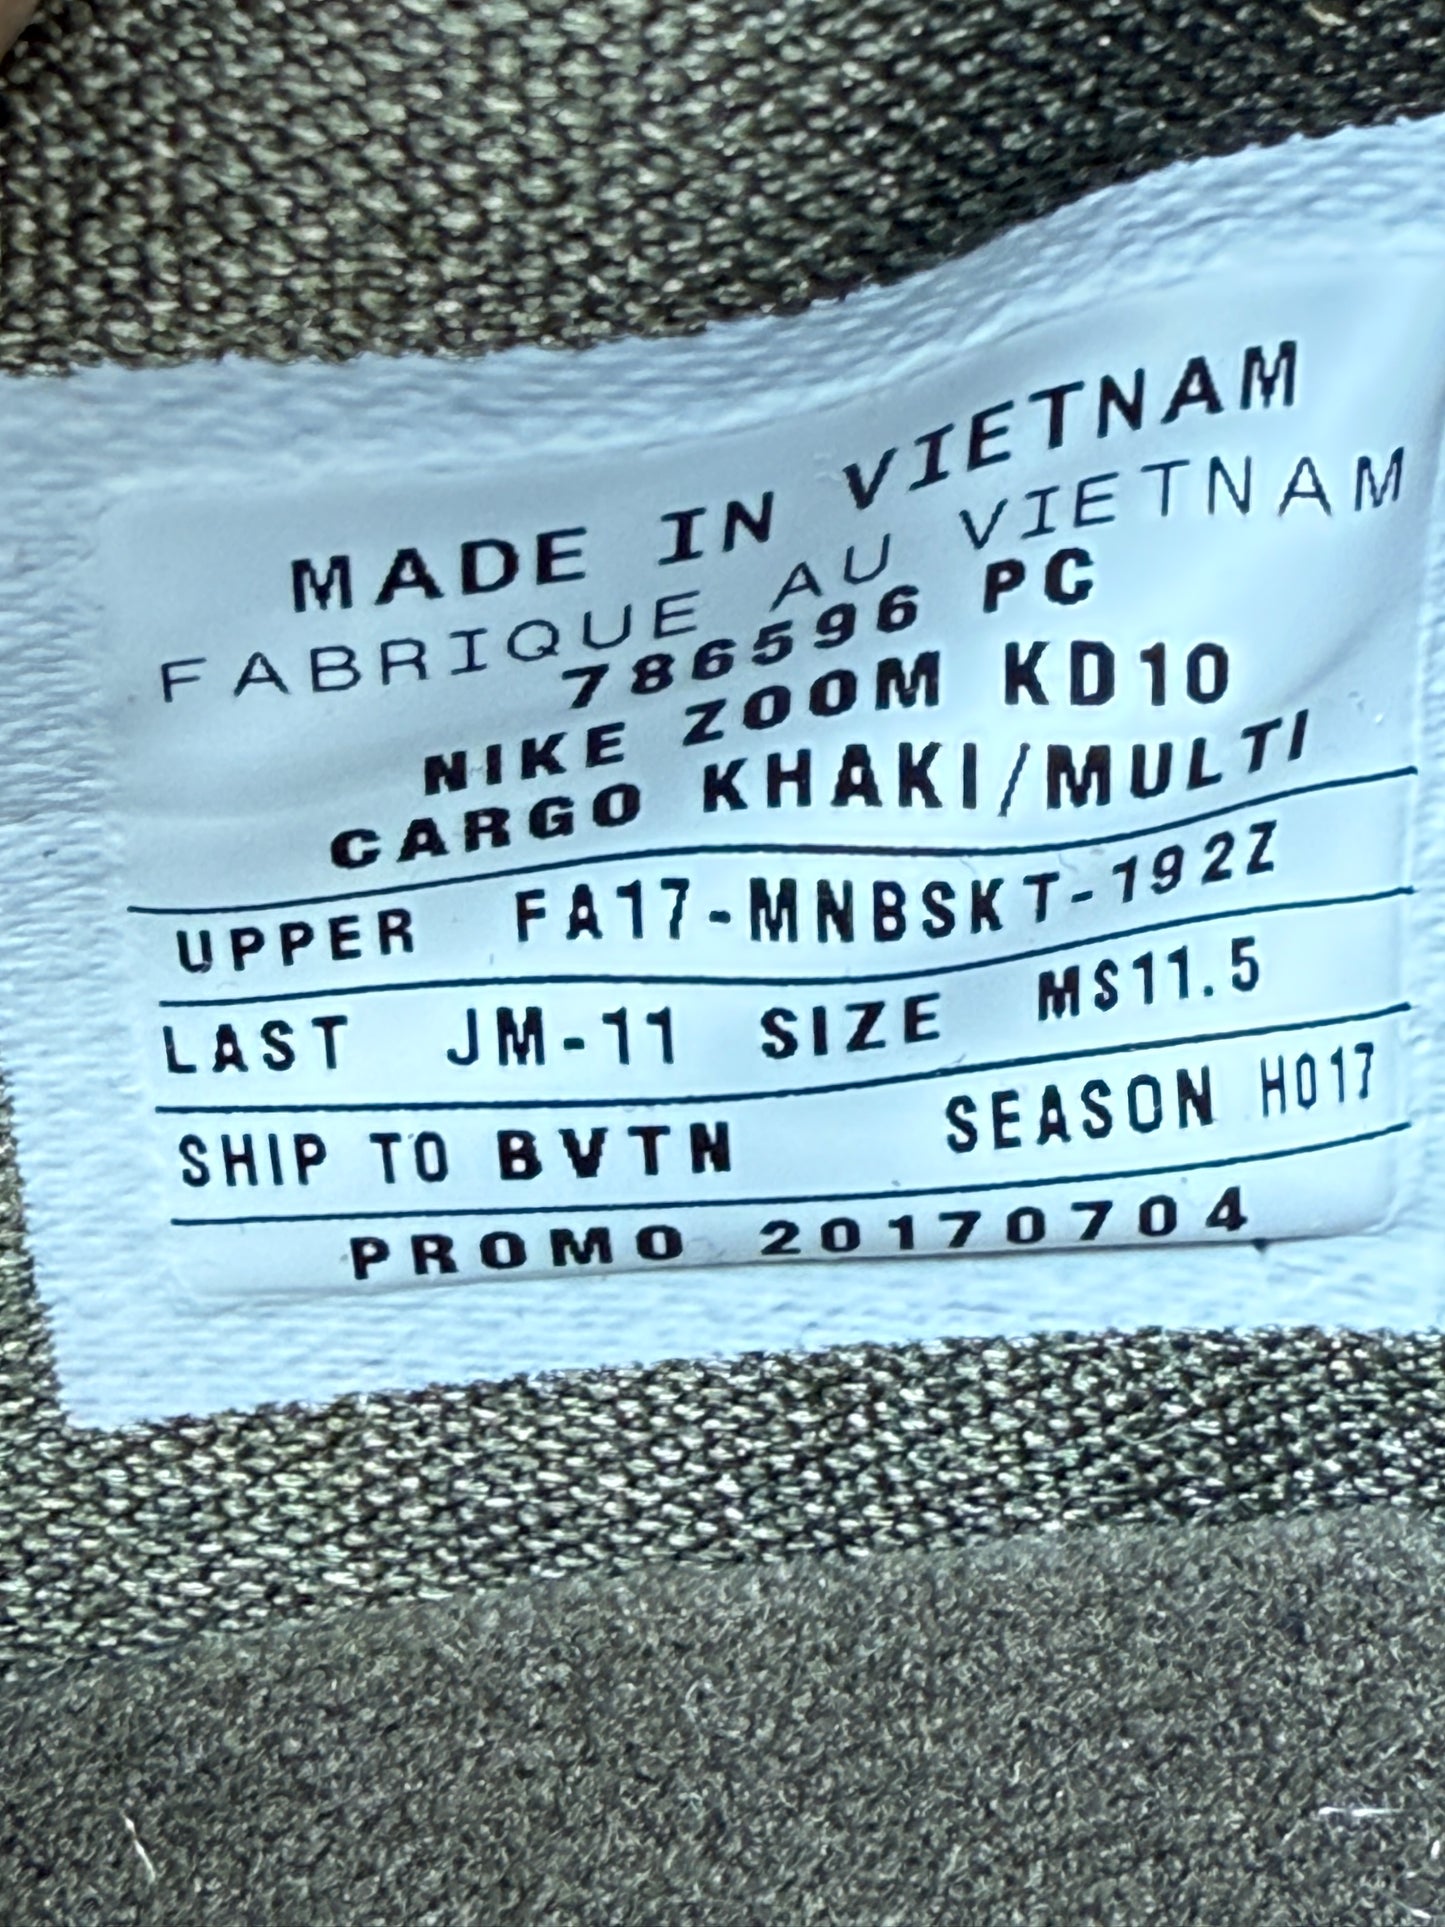 MADE IN VIETNAM
FABRIQUE AU VIETNAM
786596 PC
NIKE ZOOM KD10
CARGO KHAKI/MULTI
UPPER FA17-MNBSKT-192Z
LAST JM-11 SIZE MS11.5
SHIP TO BVTN SEASON HO17
PROMO 20170704